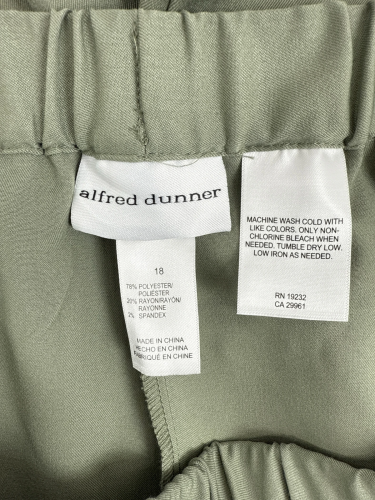 alfred dunner
18
78% POLYESTER/
POLIÉSTER
20% RAYON/RAYÓN/
RAYONNE
2% SPANDEX
MADE IN CHINA
HECHO EN CHINA
FABRIQUÉ EN CHINE
MACHINE WASH COLD WITH
LIKE COLORS. ONLY NON-
CHLORINE BLEACH WHEN
NEEDED. TUMBLE DRY LOW.
LOW IRON AS NEEDED.
RN 19232
CA 29961